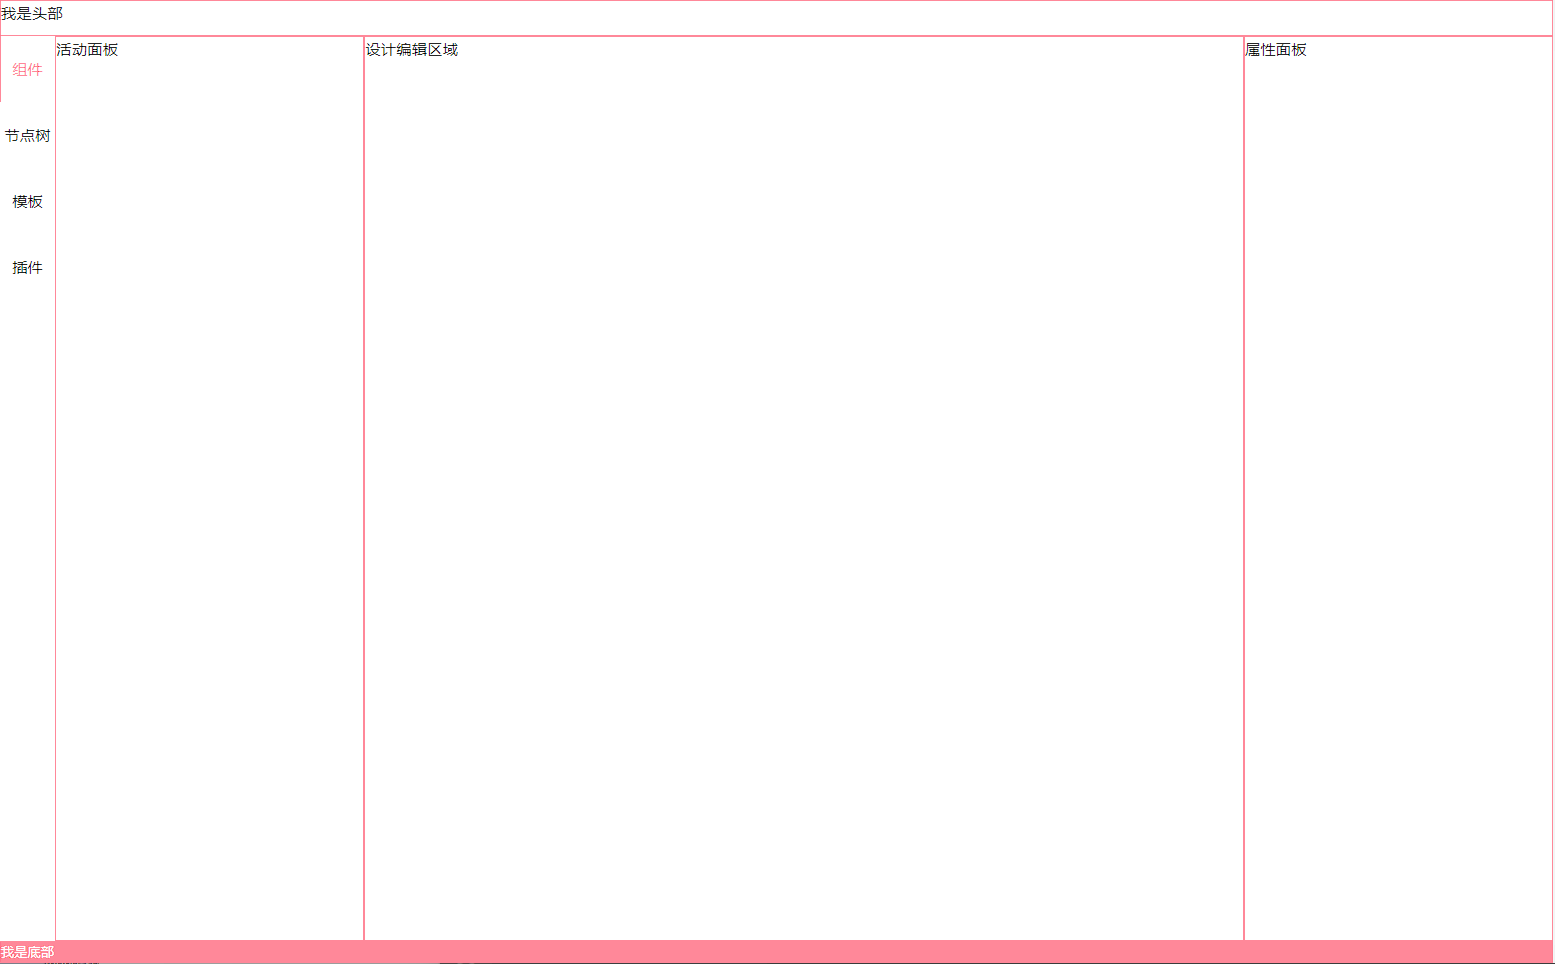 我是头部
组件
节点树
模板
插件
活动面板
设计编辑区域
属性面板
我是底部